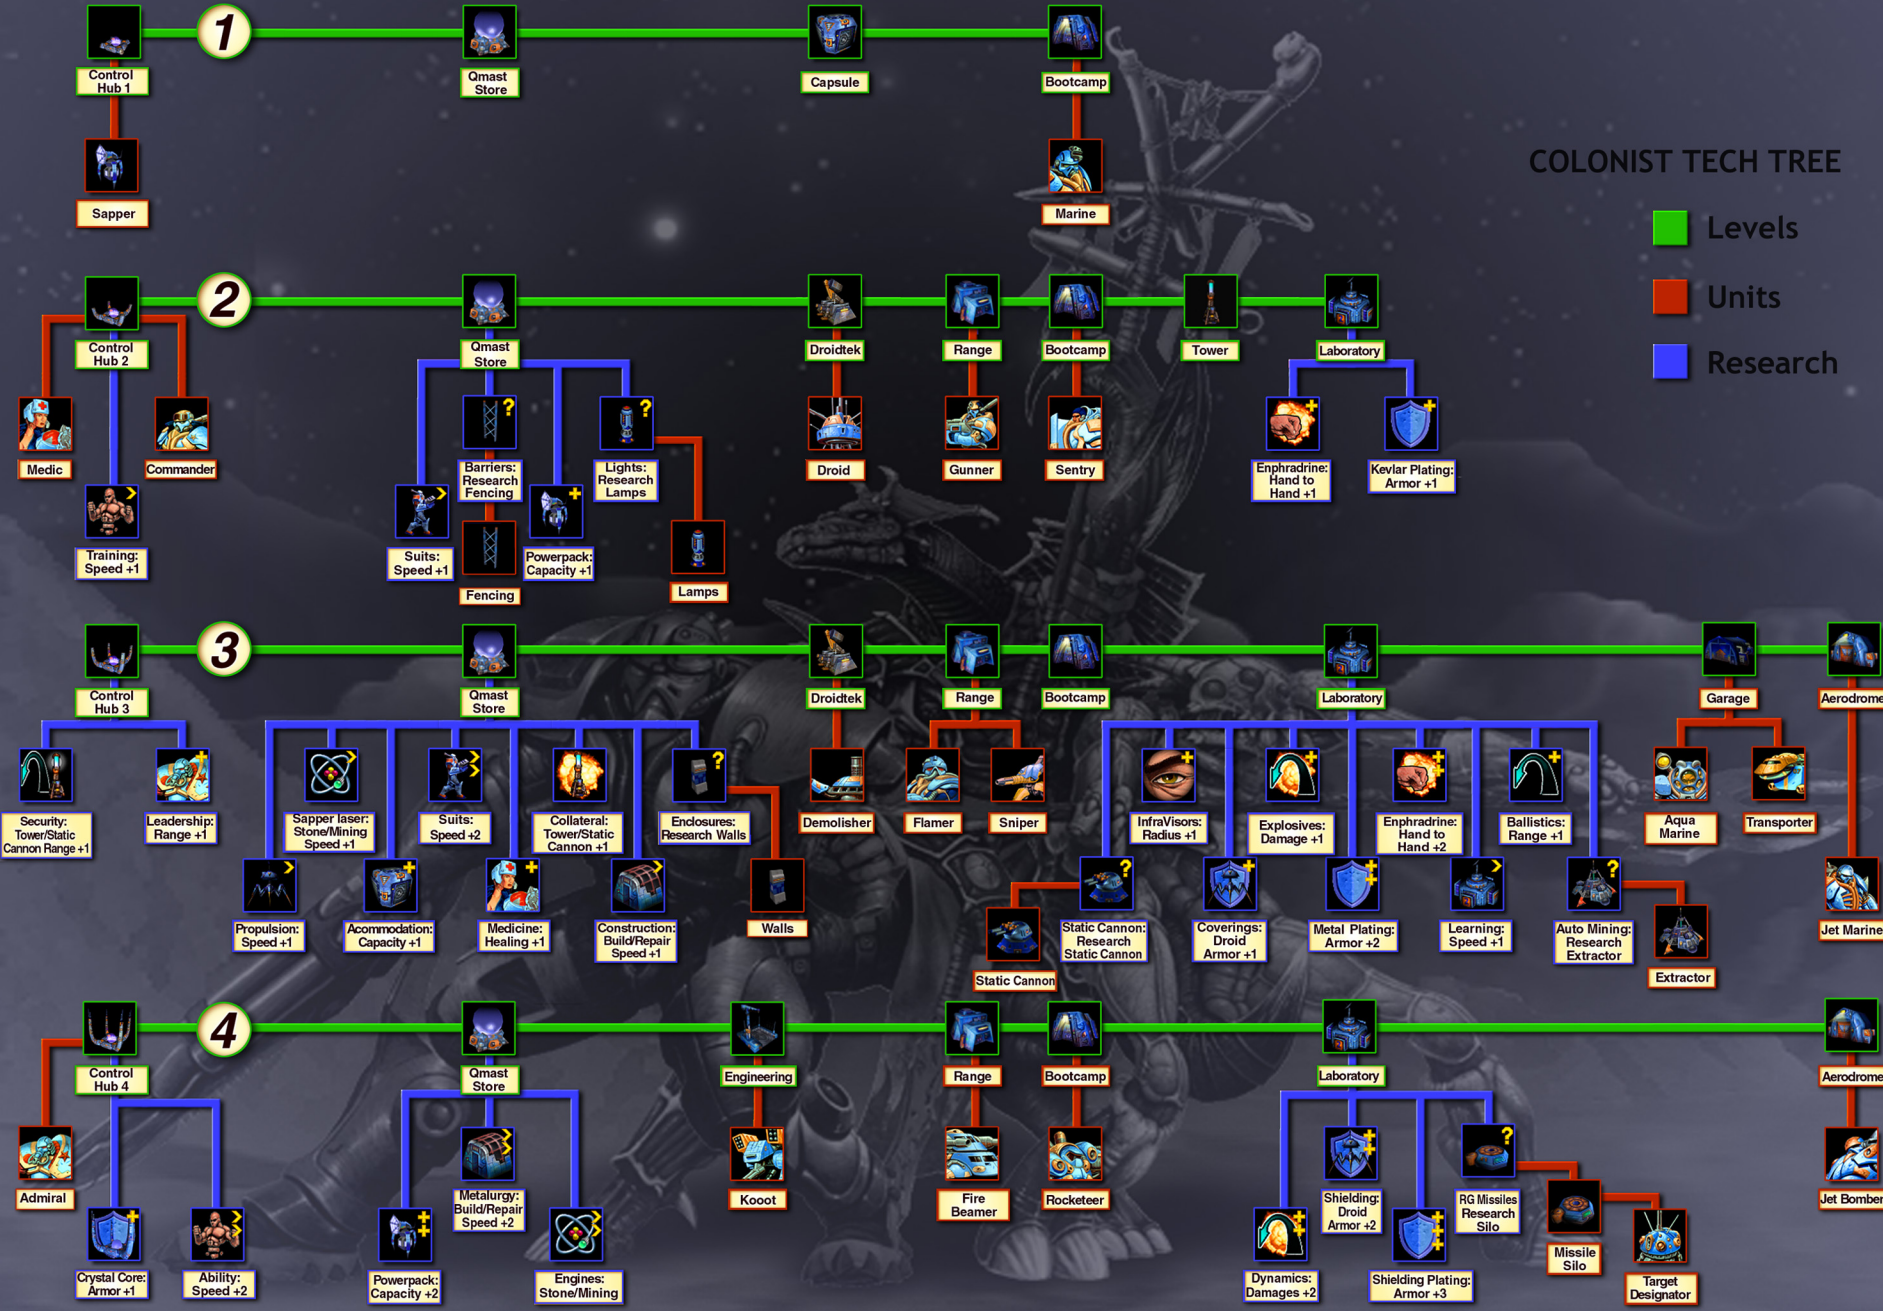 1
Control
Hub 1
Qmast
Store
Capsule
Bootcamp
Sapper
Marine
COLONIST TECH TREE
Levels
Units
Research
2
Control
Hub 2
Qmast
Store
Droidtek
Range
Bootcamp
Tower
Laboratory
?
?
Medic
Commander
Barriers:
Research
Fencing
Lights:
Research
Lamps
Droid
Gunner
Sentry
Enphradrine:
Hand to
Hand +1
Kevlar Plating:
Armor +1
Training:
Speed +1
Suits:
Speed +1
Powerpack:
Capacity +1
Fencing
Lamps
3
Control
Hub 3
Qmast
Store
Droidtek
Range
Bootcamp
Laboratory
Garage
Aerodrome
?
Security:
Tower/Static
Cannon Range +1
Leadership:
Range +1
Sapper laser:
Stone/Mining
Speed +1
Suits:
Speed +2
Collateral:
Tower/Static
Cannon +1
Enclosures:
Research Walls
Demolisher
Flamer
Sniper
InfraVisors:
Radius +1
Explosives:
Damage +1
Enphradrine:
Hand to
Hand +2
Ballistics:
Range +1
Aqua
Marine
Transporter
?
?
Propulsion:
Speed +1
Acommodation:
Capacity +1
Medicine:
Healing +1
Construction:
Build/Repair
Speed +1
Walls
Static Cannon:
Research
Static Cannon
Coverings:
Droid
Armor +1
Metal Plating:
Armor +2
Learning:
Speed +1
Auto Mining:
Research
Extractor
Jet Marine
Static Cannon
Extractor
4
Control
Hub 4
Qmast
Store
Engineering
Range
Bootcamp
Laboratory
Aerodrome
?
Admiral
Metalurgy:
Build/Repair
Speed +2
Kooot
Fire
Beamer
Rocketeer
Shielding:
Droid
Armor +2
RG Missiles
Research
Silo
Jet Bomber
Missile
Silo
Crystal Core:
Armor +1
Ability:
Speed +2
Powerpack:
Capacity +2
Engines:
Stone/Mining
Dynamics:
Damages +2
Shielding Plating:
Armor +3
Target
Designator